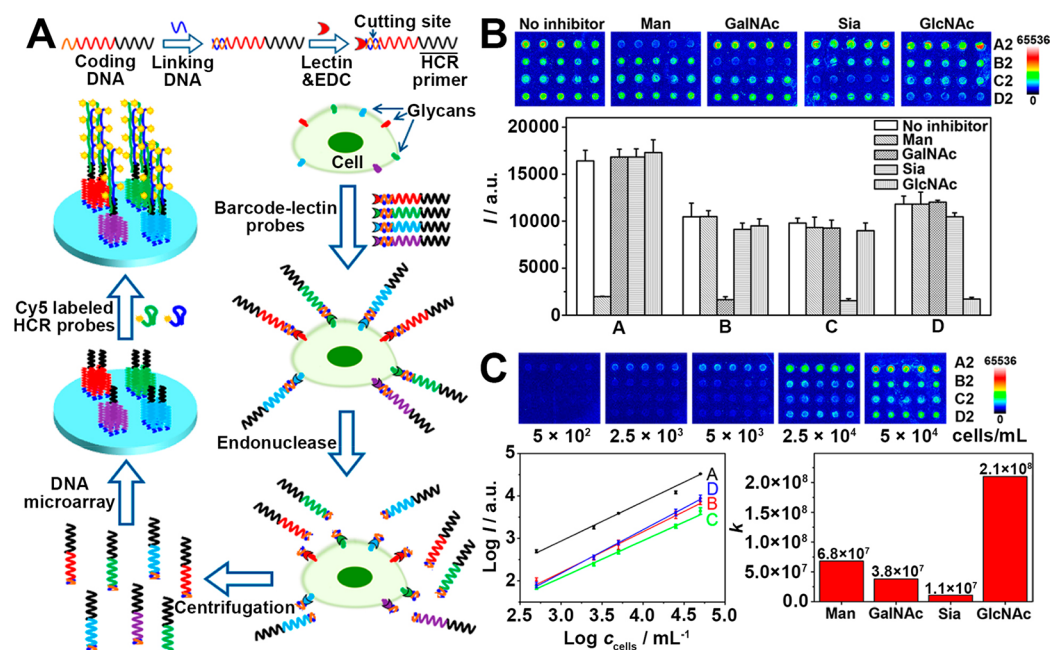 A
Coding
DNA
Linking
DNA
Lectin
&EDC
Cutting site
HCR
primer
Glycans
Cell
Barcode-lectin
probes
Endonuclease
Centrifugation
DNA
microarray
Cy5 labeled
HCR probes
B
No inhibitor Man GalNAc Sia GlcNAc
A2
B2
C2
D2
65536
0
20000
15000
10000
5000
0
I / a.u.
No inhibitor
Man
GalNAc
Sia
GlcNAc
A B C D
C
A2
B2
C2
D2
65536
0
5 × 10² 2.5 × 10³ 5 × 10³ 2.5 × 10⁴ 5 × 10⁴ cells/mL
5
4
3
2
Log I / a.u.
A
D
B
C
2.5 3.0 3.5 4.0 4.5 5.0
Log c cells / mL⁻¹
k
2.0×10⁸
1.5×10⁸
1.0×10⁸
5.0×10⁷
0.0
6.8×10⁷
3.8×10⁷
1.1×10⁷
2.1×10⁸
Man GalNAc Sia GlcNAc